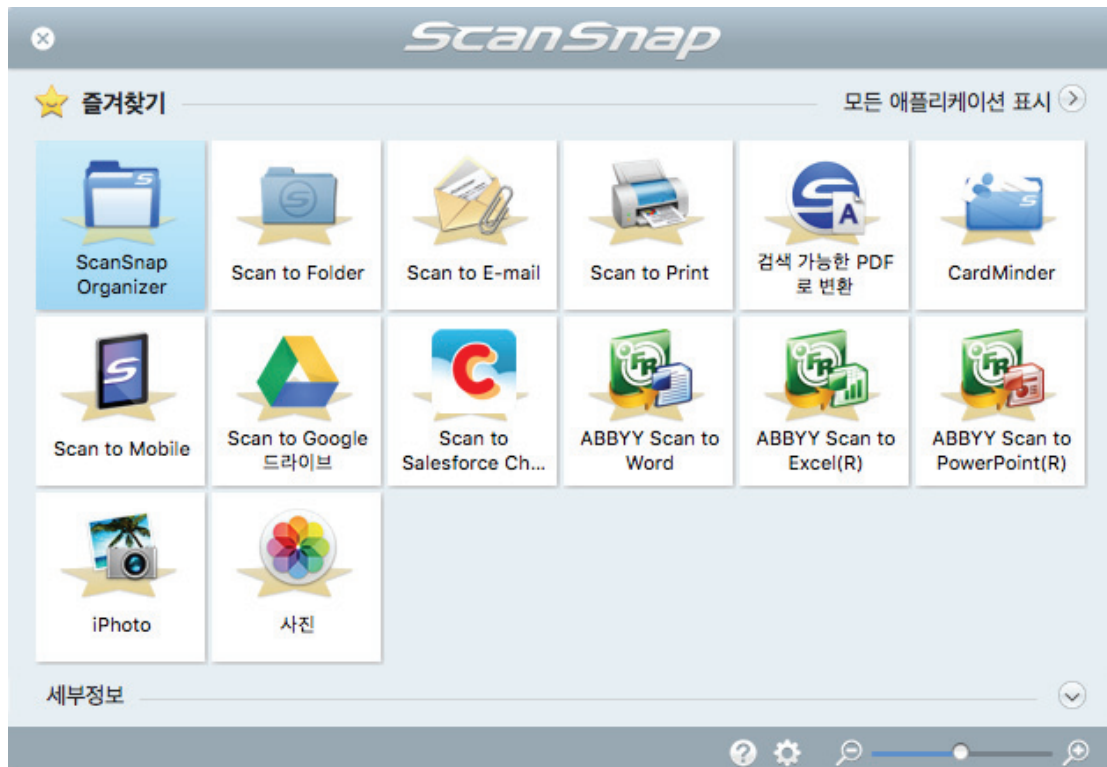 ScanSnap
즐겨찾기
모든 애플리케이션 표시
ScanSnap
Organizer
Scan to Folder
Scan to E-mail
Scan to Print
검색 가능한 PDF
로 변환
CardMinder
Scan to Mobile
Scan to Google
드라이브
Scan to
Salesforce Ch...
ABBYY Scan to
Word
ABBYY Scan to
Excel(R)
ABBYY Scan to
PowerPoint(R)
iPhoto
사진
세부정보